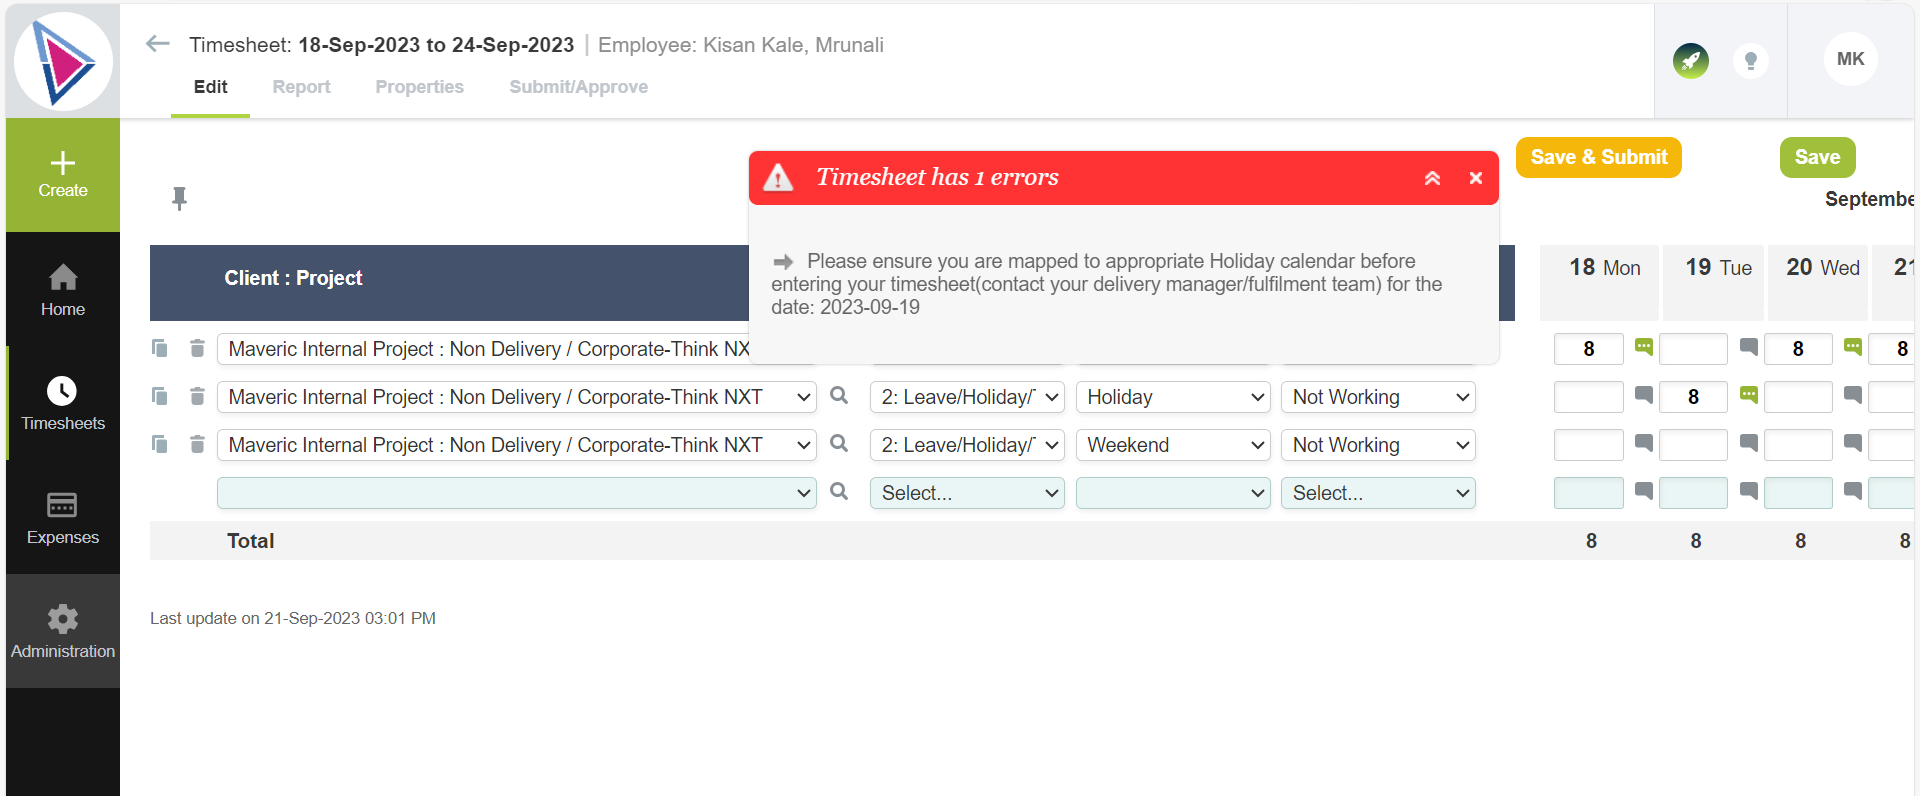 Timesheet: 18-Sep-2023 to 24-Sep-2023 | Employee: Kisan Kale, Mrunali
MK
Edit Report Properties Submit/Approve
Create
Home
Timesheets
Expenses
Administration
Save & Submit Save
Timesheet has 1 errors
Septembe
Please ensure you are mapped to appropriate Holiday calendar before
entering your timesheet(contact your delivery manager/fulfilment team) for the
date: 2023-09-19
Client : Project
18 Mon 19 Tue 20 Wed 21
Maveric Internal Project : Non Delivery / Corporate-Think NX 8 8 8
Maveric Internal Project : Non Delivery / Corporate-Think NXT 2: Leave/Holiday/ Holiday Not Working 8
Maveric Internal Project : Non Delivery / Corporate-Think NXT 2: Leave/Holiday/ Weekend Not Working
Select... Select...
Total 8 8 8 8
Last update on 21-Sep-2023 03:01 PM